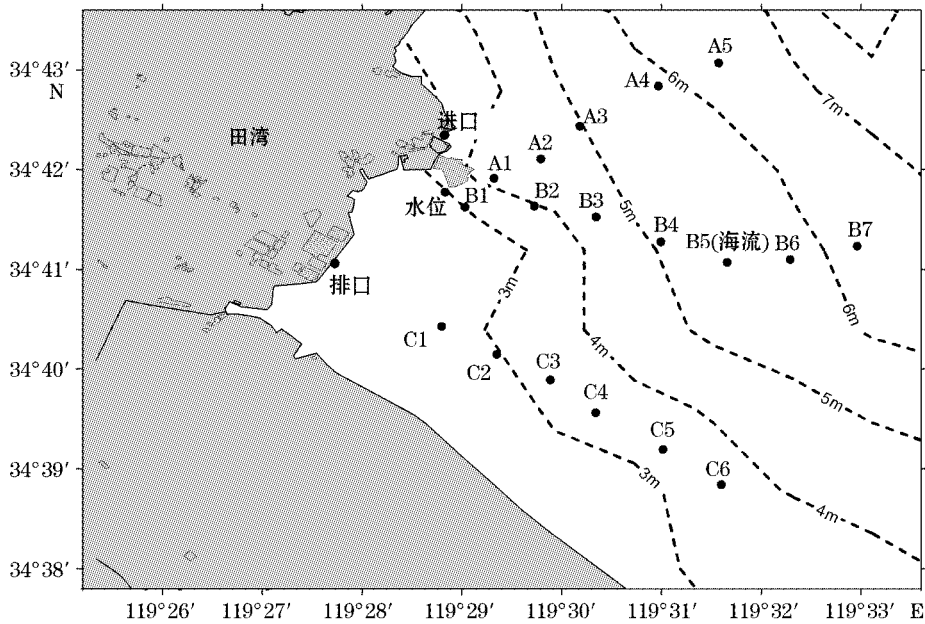 34°43′
N
34°42′
34°41′
34°40′
34°39′
34°38′
119°26′ 119°27′ 119°28′ 119°29′ 119°30′ 119°31′ 119°32′ 119°33′ E
田湾
进口
水位
排口
A1
A2
A3
A4
A5
B1
B2
B3
B4
B5(海流)
B6
B7
C1
C2
C3
C4
C5
C6
3m
3m
4m
4m
5m
5m
6m
6m
7m